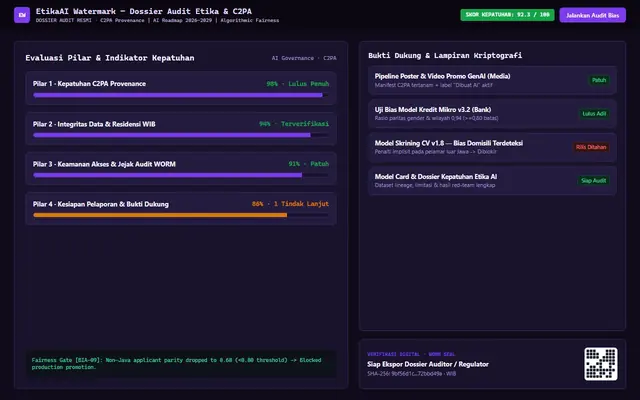 EW
EtikaAI Watermark — Dossier Audit Etika & C2PA
DOSSIER AUDIT RESMI · C2PA Provenance | AI Roadmap 2026–2029 | Algorithmic Fairness
SKOR KEPATUHAN: 92.3 / 100
Jalankan Audit Bias
Evaluasi Pilar & Indikator Kepatuhan
AI Governance · C2PA
Pilar 1 · Kepatuhan C2PA Provenance
98% · Lulus Penuh
Pilar 2 · Integritas Data & Residensi WIB
94% · Terverifikasi
Pilar 3 · Keamanan Akses & Jejak Audit WORM
91% · Patuh
Pilar 4 · Kesiapan Pelaporan & Bukti Dukung
86% · 1 Tindak Lanjut
Fairness Gate [BIA-09]: Non-Java applicant parity dropped to 0.60 (<0.80 threshold) -> Blocked
production promotion.
Bukti Dukung & Lampiran Kriptografi
Pipeline Poster & Video Promo GenAI (Media)
Manifest C2PA tertanam + label "Dibuat AI" aktif
Patuh
Uji Bias Model Kredit Mikro v3.2 (Bank)
Rasio paritas gender & wilayah 0,94 (>=0,80 batas)
Lulus Adil
Model Skrining CV v1.8 — Bias Domisili Terdeteksi
Penalti implisit pada pelamar luar Jawa -> Diblokir
Rilis Ditahan
Model Card & Dossier Kepatuhan Etika AI
Dataset lineage, limitasi & hasil red-team lengkap
Siap Audit
VERIFIKASI DIGITAL · WORM SEAL
Siap Ekspor Dossier Auditor / Regulator
SHA-256: 9bf56d1c...72bbd49a · WIB